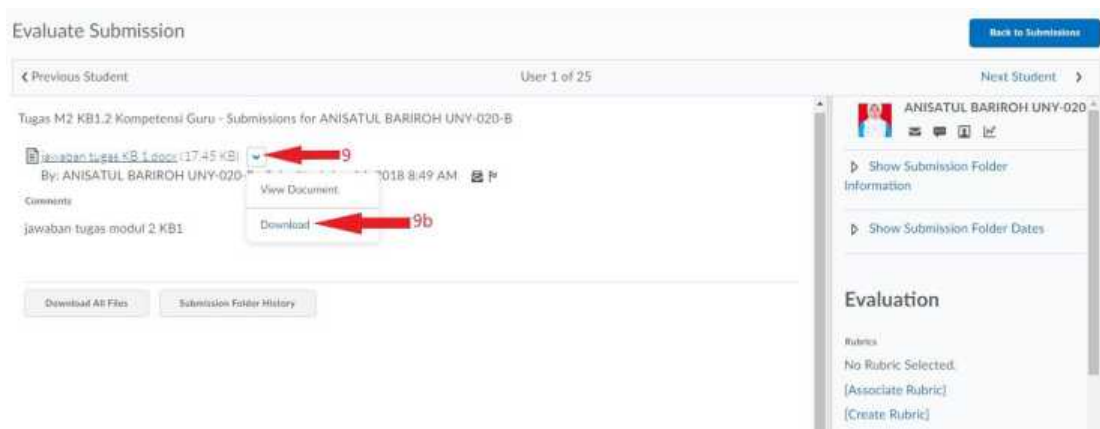 Evaluate Submission
Back to Submissions
Previous Student
User 1 of 25
Next Student
Tugas M2 KB1.2 Kompetensi Guru - Submissions for ANISATUL BARIROH UNY-020-B
jawaban tugas KB 1.docx (17.45 KB)
9
By: ANISATUL BARIROH UNY-020-
2018 8:49 AM
View Document
Comments
jawaban tugas modul 2 KB1
Download
9b
Download All Files
Submission Folder History
ANISATUL BARIROH UNY-020
Show Submission Folder
Information
Show Submission Folder Dates
Evaluation
Rubrics
No Rubric Selected.
[Associate Rubric]
[Create Rubric]